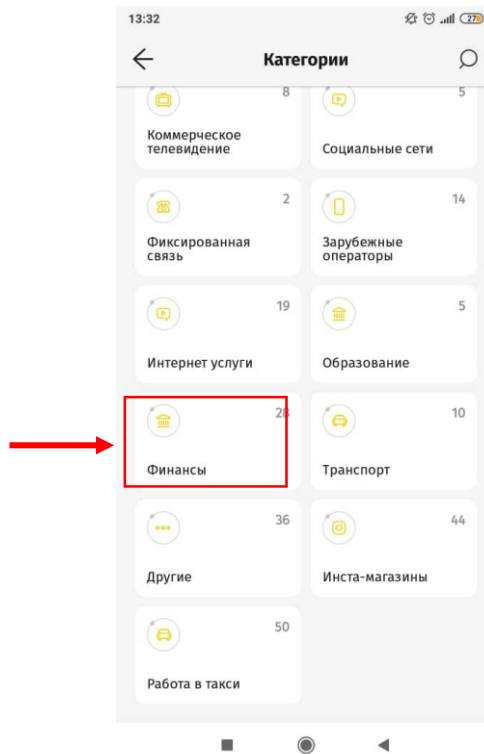 13:32
27
Категории
8
5
Коммерческое
телевидение
Социальные сети
2
14
Фиксированная
связь
Зарубежные
операторы
19
5
Интернет услуги
Образование
28
10
Финансы
Транспорт
36
44
Другие
Инста-магазины
50
Работа в такси